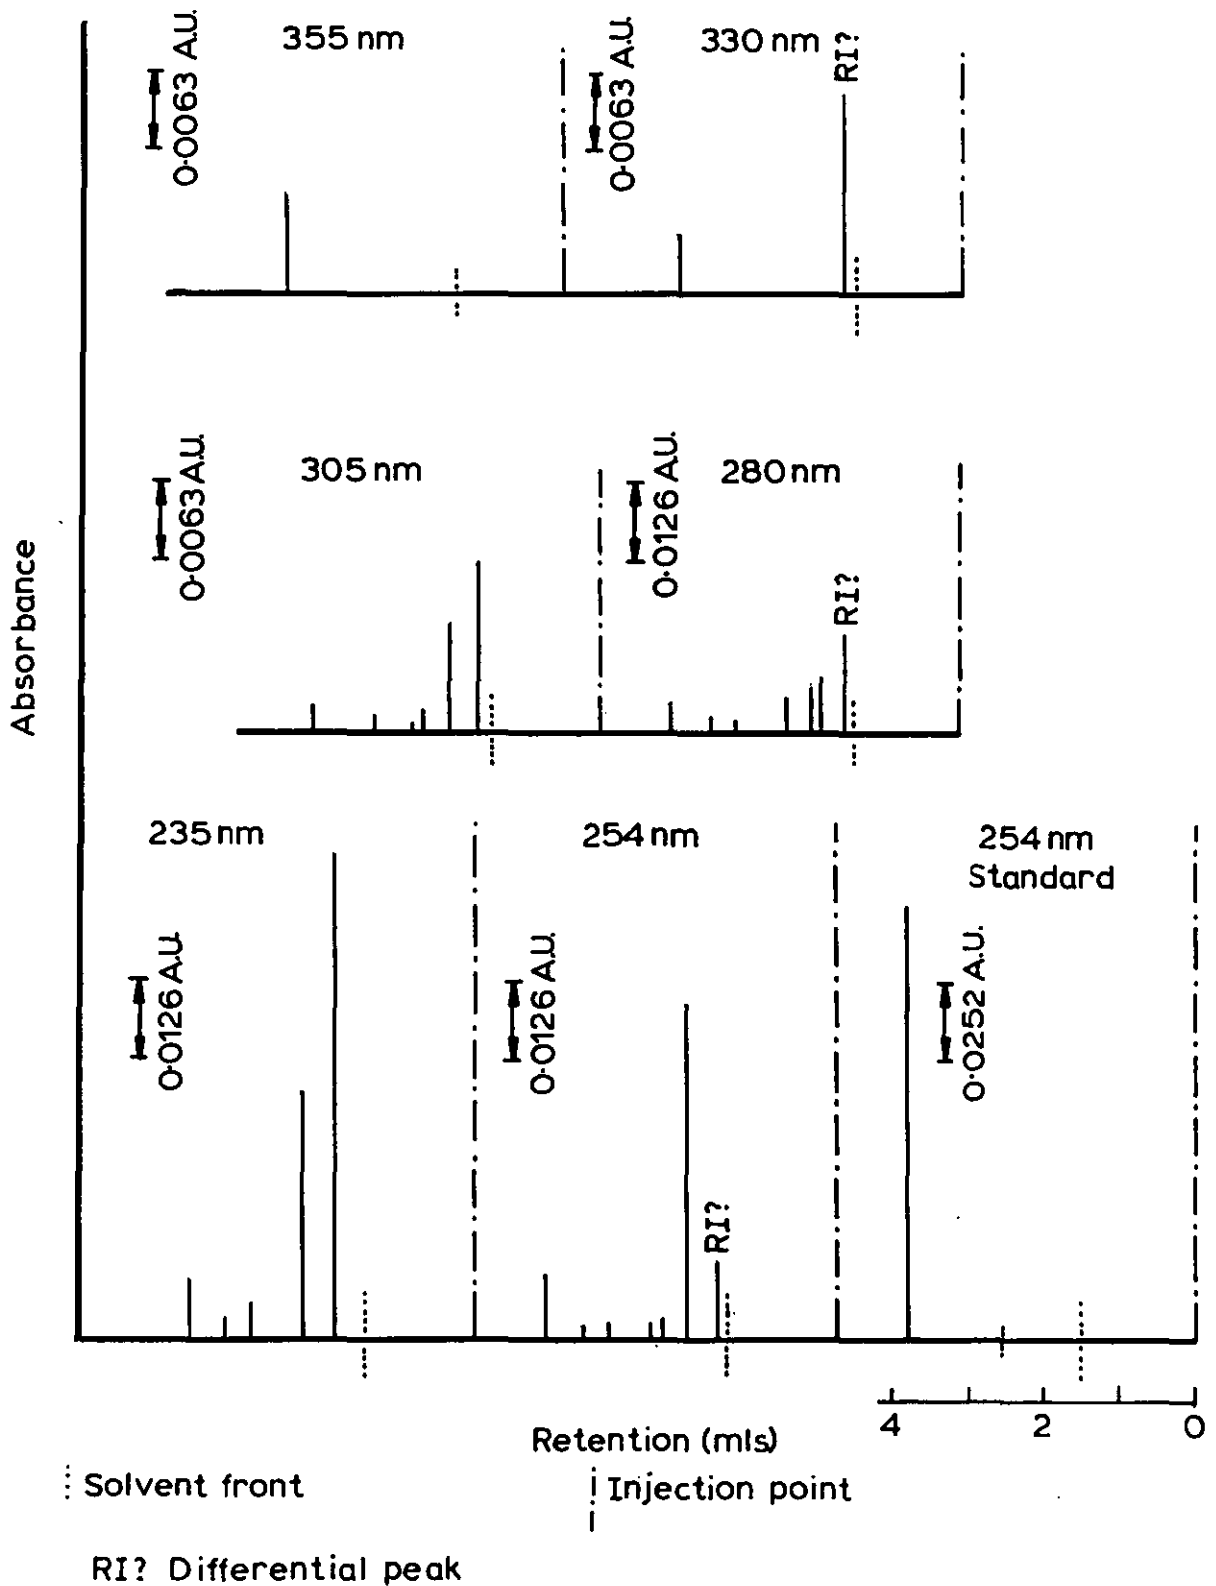 355 nm
0·0063 A.U.
330 nm
0·0063 A.U.
RI?
305 nm
0·0063 A.U.
280 nm
0·0126 A.U.
RI?
Absorbance
235 nm
0·0126 A.U.
254 nm
0·0126 A.U.
RI?
254 nm
Standard
0·0252 A.U.
4 2 0
Retention (mls)
Solvent front
Injection point
RI? Differential peak